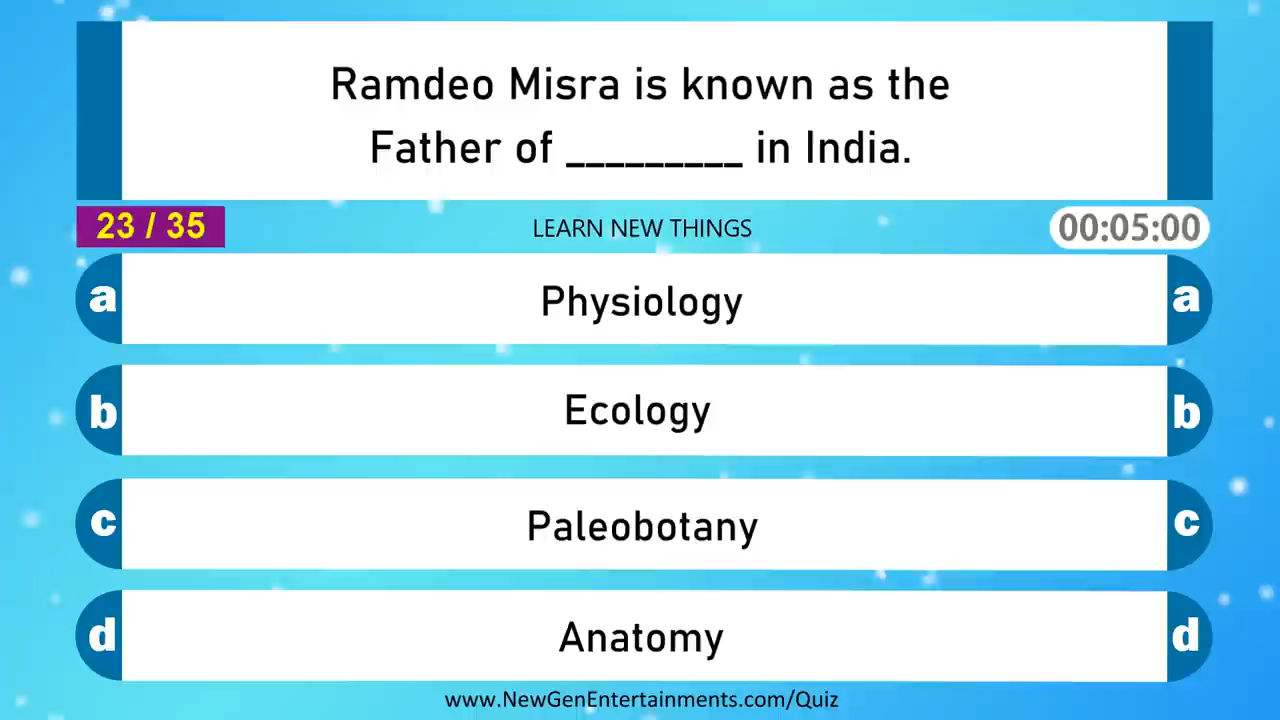 Ramdeo Misra is known as the
Father of _________ in India.
23 / 35
LEARN NEW THINGS
00:05:00
a
Physiology
a
b
Ecology
b
c
Paleobotany
c
d
Anatomy
d
www.NewGenEntertainments.com/Quiz